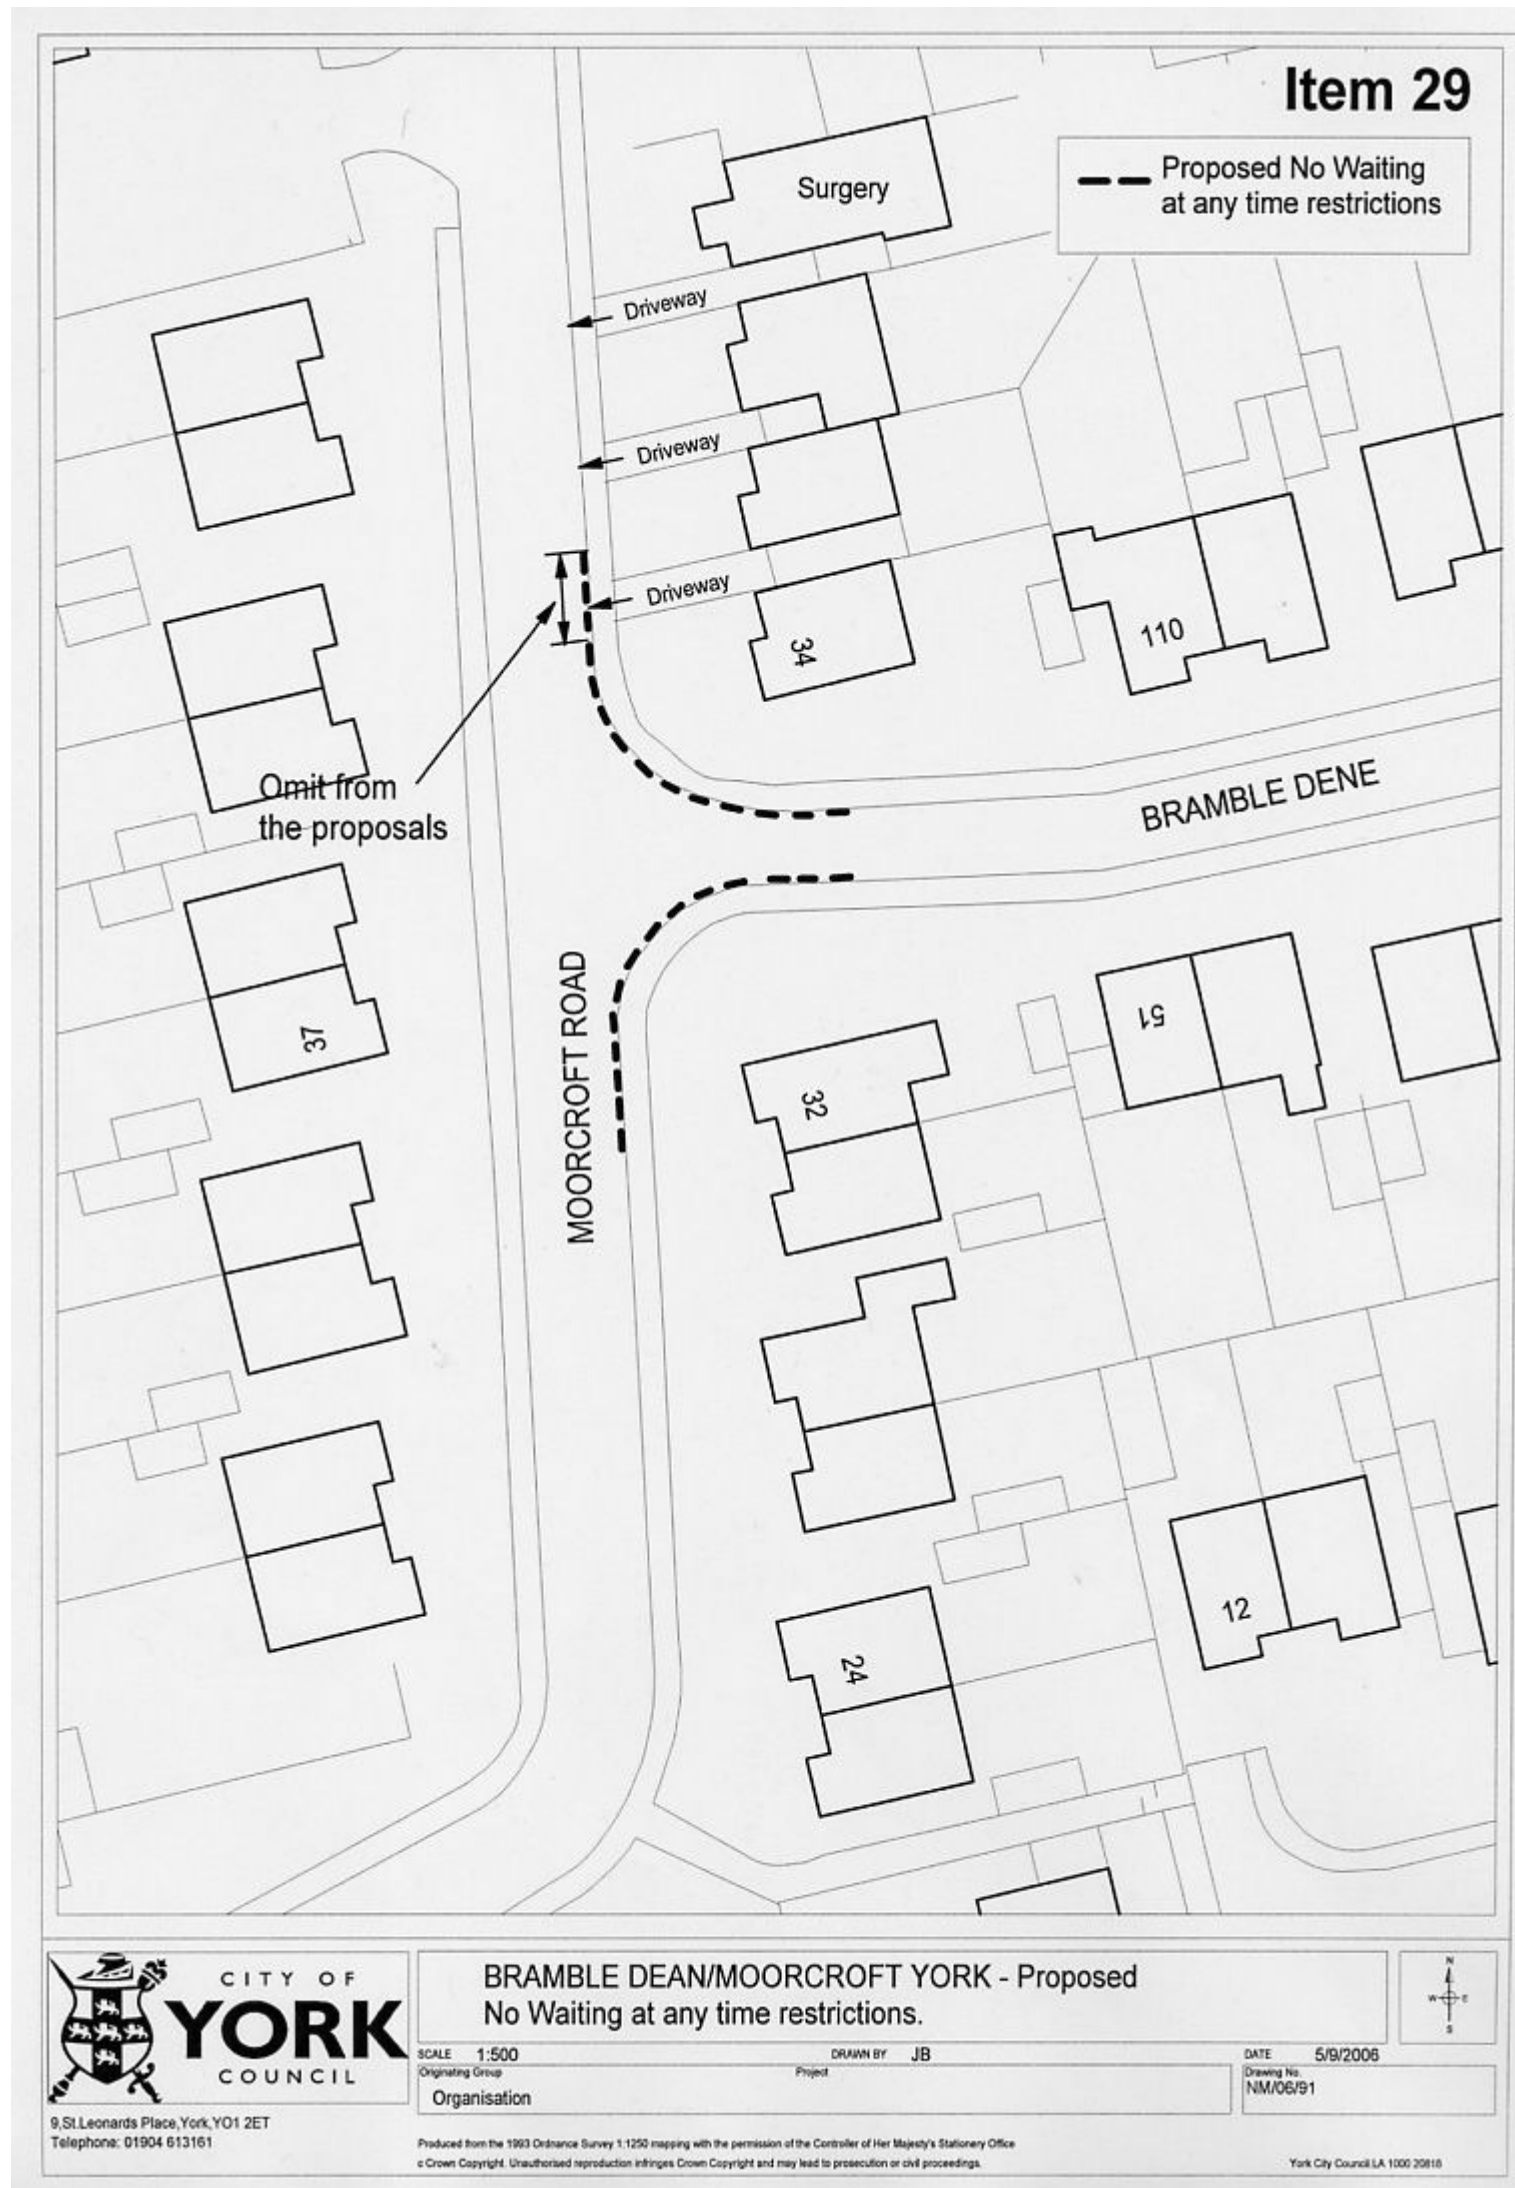 Item 29
Proposed No Waiting
at any time restrictions
Surgery
Driveway
Driveway
Driveway
34
110
Omit from
the proposals
BRAMBLE DENE
37
MOORCROFT ROAD
51
32
24
12
CITY OF
YORK
COUNCIL
9,St.Leonards Place,York,YO1 2ET
Telephone: 01904 613161
BRAMBLE DEAN/MOORCROFT YORK - Proposed
No Waiting at any time restrictions.
N
W E
S
SCALE 1:500
DRAWN BY JB
DATE 5/9/2006
Originating Group
Organisation
Project
Drawing No.
NM/06/91
Produced from the 1993 Ordnance Survey 1:1250 mapping with the permission of the Controller of Her Majesty's Stationery Office
c Crown Copyright. Unauthorised reproduction infringes Crown Copyright and may lead to prosecution or civil proceedings.
York City Council LA 1000 20818